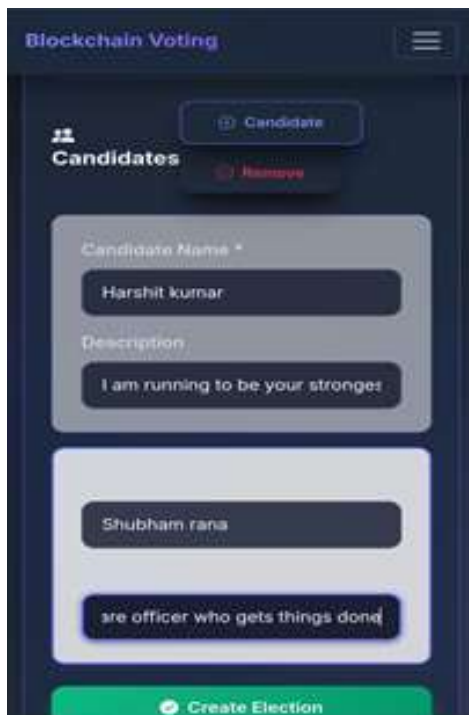 Blockchain Voting
Candidate
Candidates
Remove
Candidate Name *
Harshit kumar
Description
I am running to be your stronges
Shubham rana
are officer who gets things done
Create Election